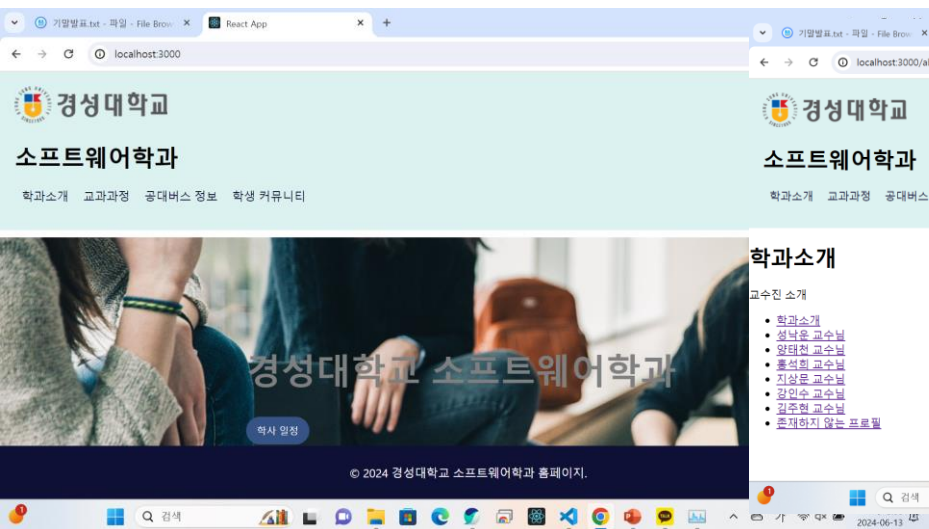 기말발표.txt - 파일 - File Brow
React App
localhost:3000
경성대학교
소프트웨어학과
학과소개 교과과정 공대버스 정보 학생 커뮤니티
경성대학교 소프트웨어학과
학사 일정
© 2024 경성대학교 소프트웨어학과 홈페이지.
검색
기말발표.txt - 파일 - File Brow
localhost:3000/a
경성대학교
소프트웨어학과
학과소개 교과과정 공대버스
학과소개
교수진 소개
학과소개
성낙운 교수님
양태천 교수님
홍석희 교수님
지상문 교수님
강인수 교수님
김주현 교수님
존재하지 않는 프로필
검색
2024-06-13